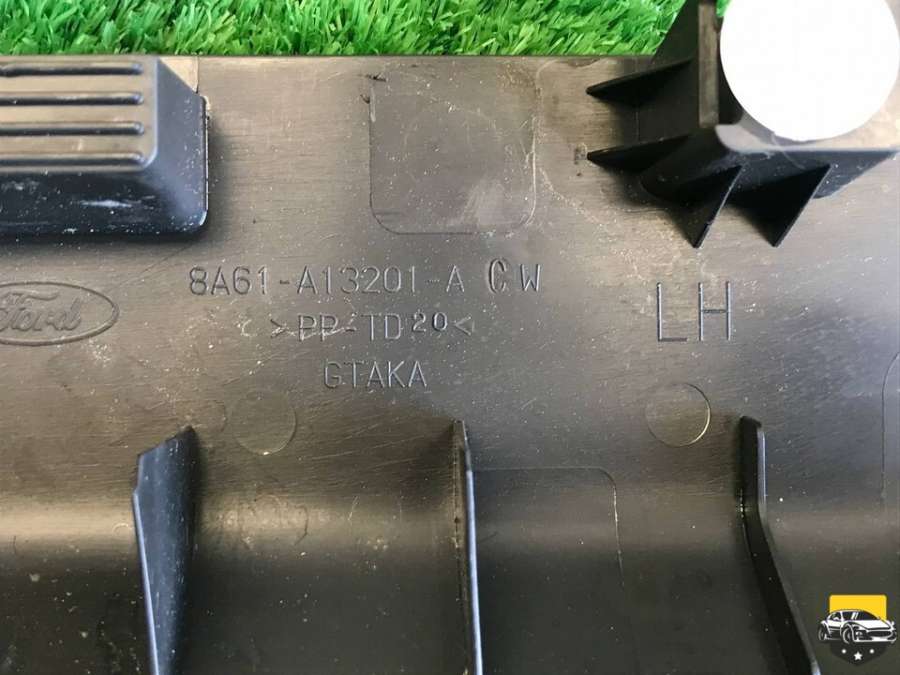 8A61-A13201-A CW
Ford
>PP-TD20<
LH
GTAKA